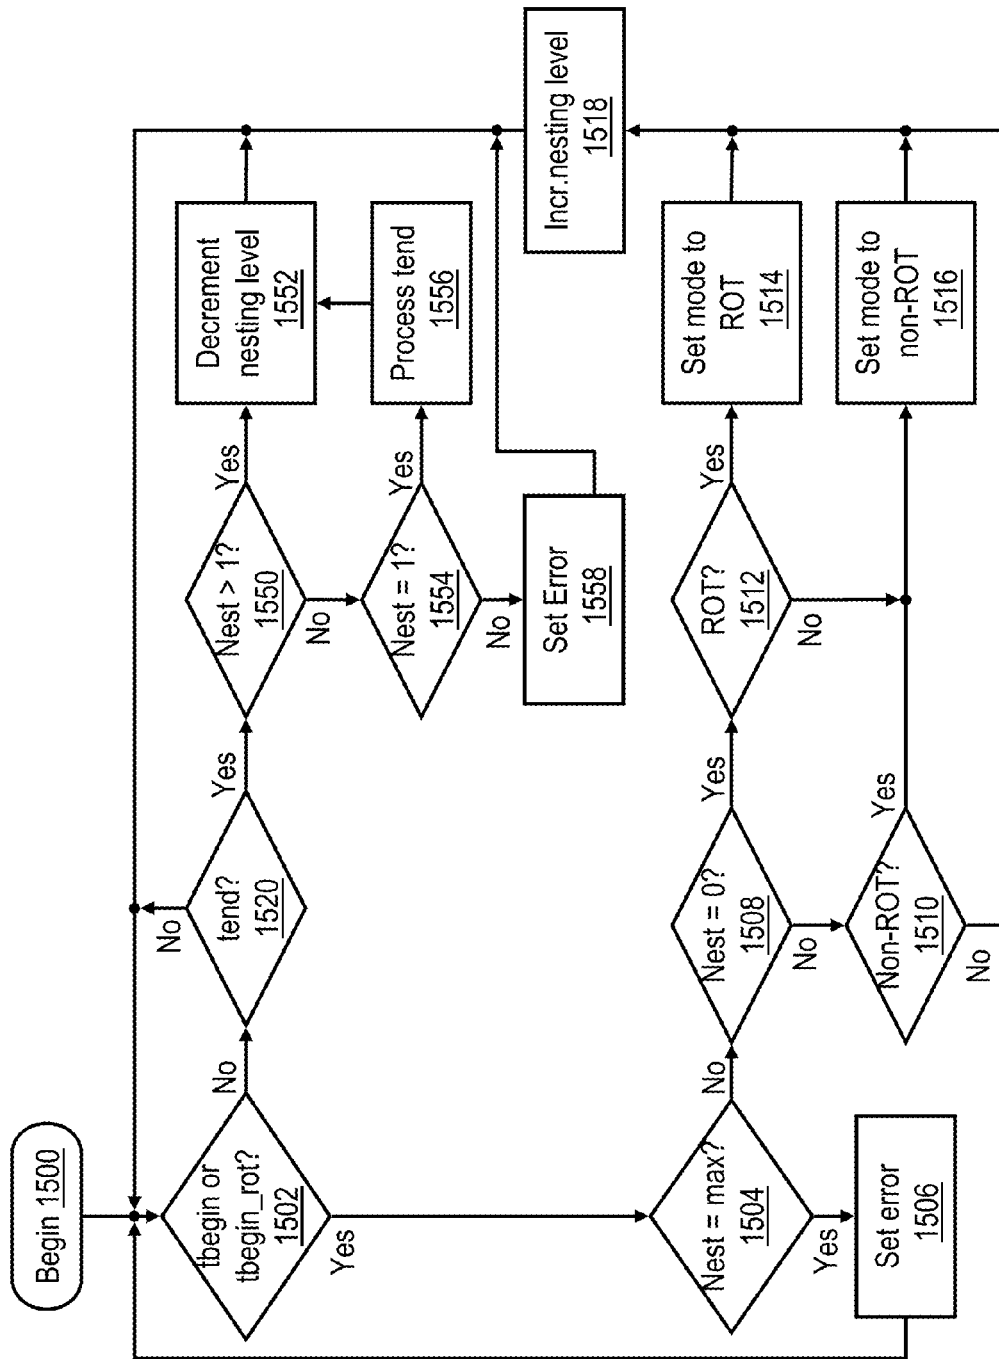 Begin 1500
tbegin or
tbegin_rot?
1502
No
Yes
tend?
1520
No
Yes
Nest > 1?
1550
Yes
No
Decrement
nesting level
1552
Nest = 1?
1554
Yes
No
Process tend
1556
Set Error
1558
Incr.nesting level
1518
Nest = max?
1504
No
Yes
Set error
1506
Nest = 0?
1508
Yes
No
ROT?
1512
Yes
No
Set mode to
ROT
1514
Non-ROT?
1510
Yes
No
Set mode to
non-ROT
1516